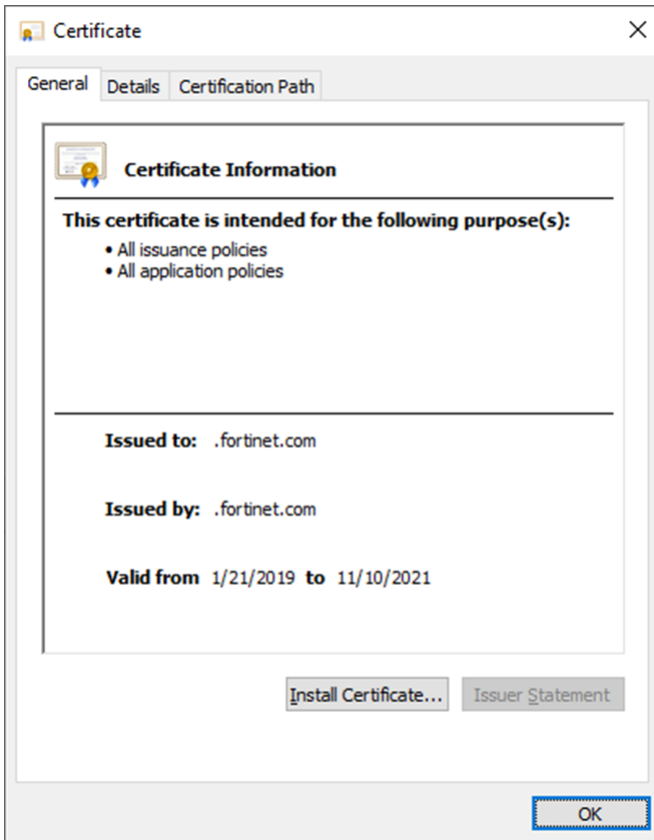 Certificate
General Details Certification Path
Certificate Information
This certificate is intended for the following purpose(s):
• All issuance policies
• All application policies
Issued to: .fortinet.com
Issued by: .fortinet.com
Valid from 1/21/2019 to 11/10/2021
Install Certificate... Issuer Statement
OK